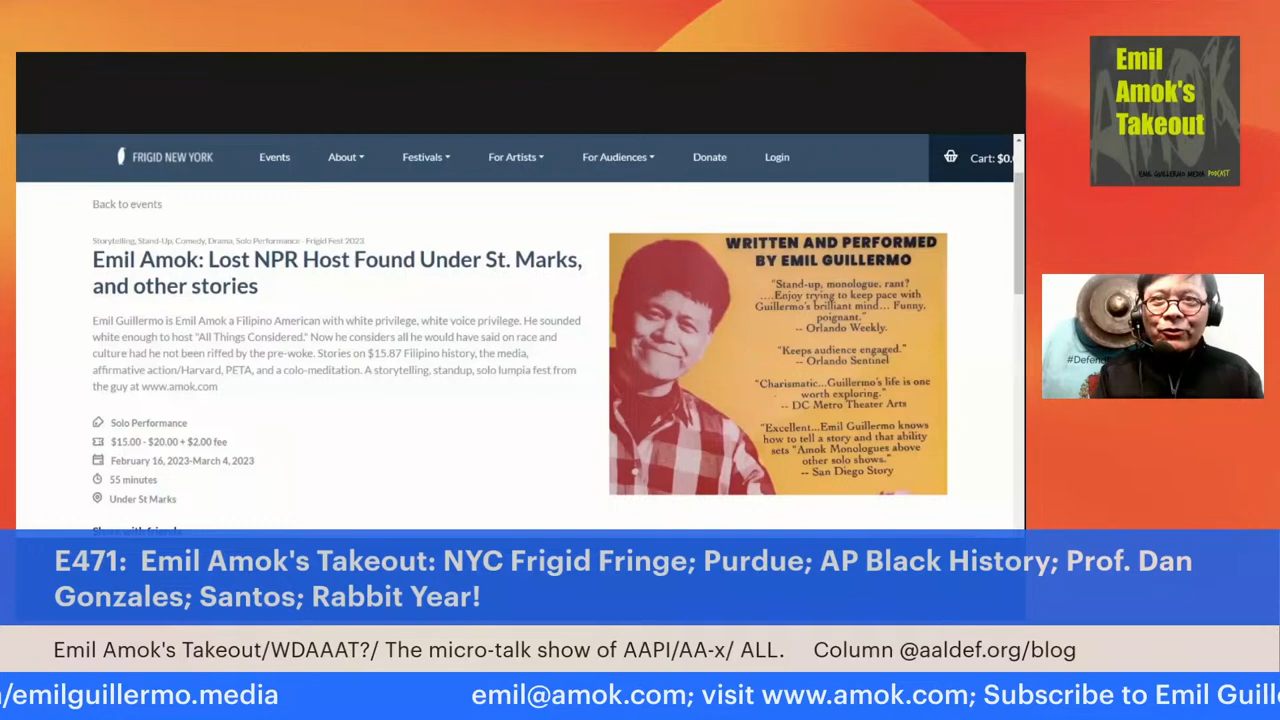 Emil
Amok's
Takeout
EMIL GUILLERMO MEDIA PODCAST
FRIGID NEW YORK
Events
About
Festivals
For Artists
For Audiences
Donate
Login
Cart: $0.
Back to events
Storytelling, Stand-Up, Comedy, Drama, Solo Performance - Frigid Fest 2023
Emil Amok: Lost NPR Host Found Under St. Marks,
and other stories
Emil Guillermo is Emil Amok a Filipino American with white privilege, white voice privilege. He sounded
white enough to host "All Things Considered." Now he considers all he would have said on race and
culture had he not been riffed by the pre-woke. Stories on $15.87 Filipino history, the media,
affirmative action/Harvard, PETA, and a colo-meditation. A storytelling, standup, solo lumpia fest from
the guy at www.amok.com
Solo Performance
$15.00 - $20.00 + $2.00 fee
February 16, 2023-March 4, 2023
55 minutes
Under St Marks
Share with friends
WRITTEN AND PERFORMED
BY EMIL GUILLERMO
"Stand-up, monologue, rant?
....Enjoy trying to keep pace with
Guillermo's brilliant mind... Funny,
poignant."
-- Orlando Weekly.
"Keeps audience engaged."
-- Orlando Sentinel
"Charismatic...Guillermo's life is one
worth exploring."
-- DC Metro Theater Arts
"Excellent...Emil Guillermo knows
how to tell a story and that ability
sets "Amok Monologues above
other solo shows."
-- San Diego Story
#Defend
E471: Emil Amok's Takeout: NYC Frigid Fringe; Purdue; AP Black History; Prof. Dan
Gonzales; Santos; Rabbit Year!
Emil Amok's Takeout/WDAAAT?/ The micro-talk show of AAPI/AA-x/ ALL. Column @aaldef.org/blog
/emilguillermo.media emil@amok.com; visit www.amok.com; Subscribe to Emil Guill